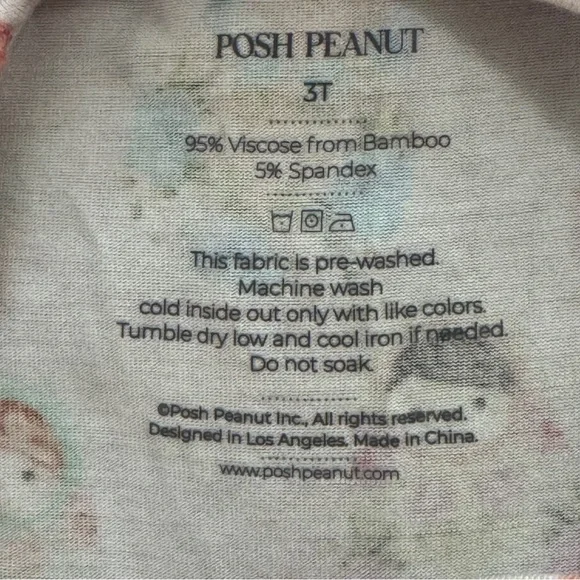 POSH PEANUT
3T
95% Viscose from Bamboo
5% Spandex
This fabric is pre-washed.
Machine wash
cold inside out only with like colors.
Tumble dry low and cool iron if needed.
Do not soak.
©Posh Peanut Inc., All rights reserved.
Designed in Los Angeles. Made in China.
www.poshpeanut.com